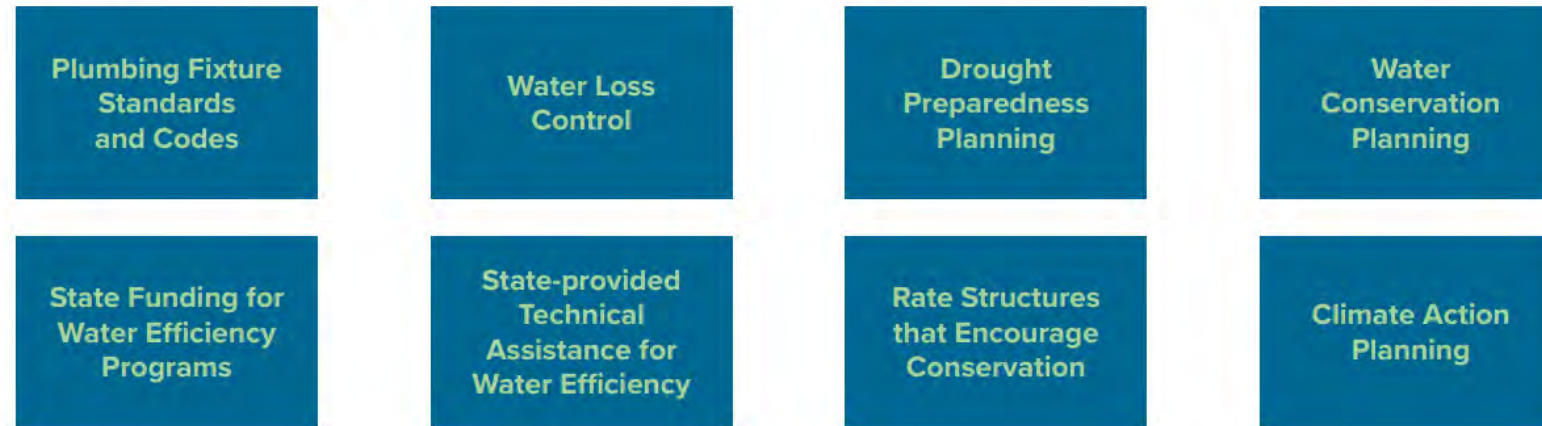 Plumbing Fixture
Standards
and Codes
Water Loss
Control
Drought
Preparedness
Planning
Water
Conservation
Planning
State Funding for
Water Efficiency
Programs
State-provided
Technical
Assistance for
Water Efficiency
Rate Structures
that Encourage
Conservation
Climate Action
Planning